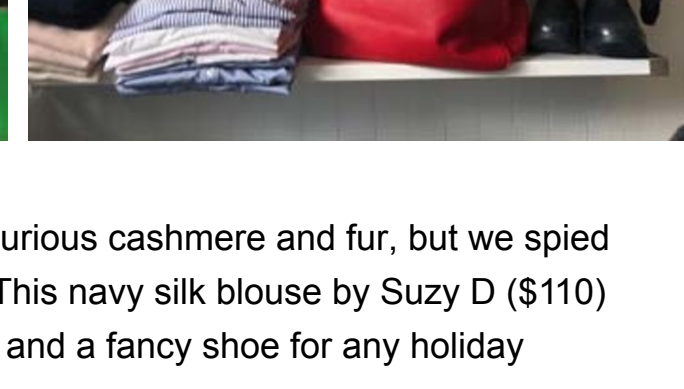 urious cashmere and fur, but we spied
This navy silk blouse by Suzy D ($110)
and a fancy shoe for any holiday